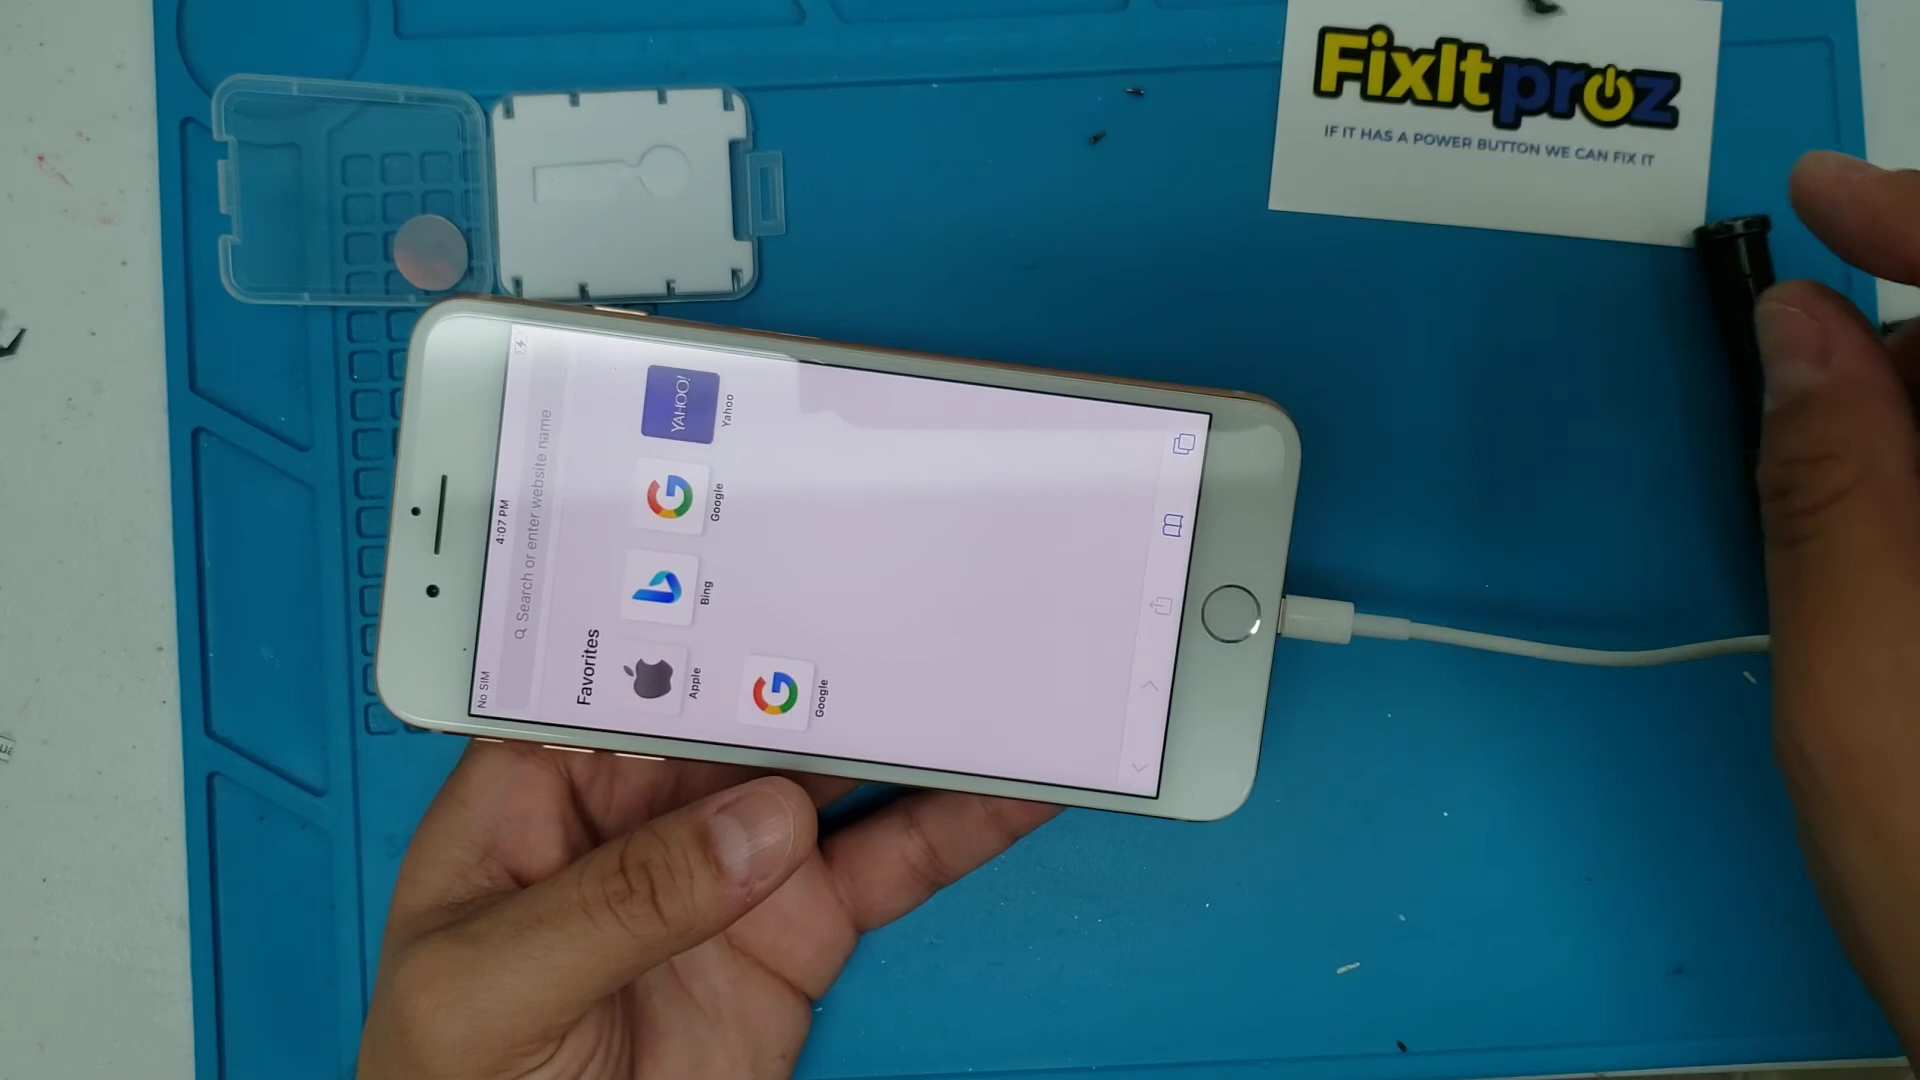 FixItproz
IF IT HAS A POWER BUTTON WE CAN FIX IT
No SIM
4:07 PM
Search or enter website name
Favorites
Apple
Bing
Google
YAHOO!
Yahoo
Google